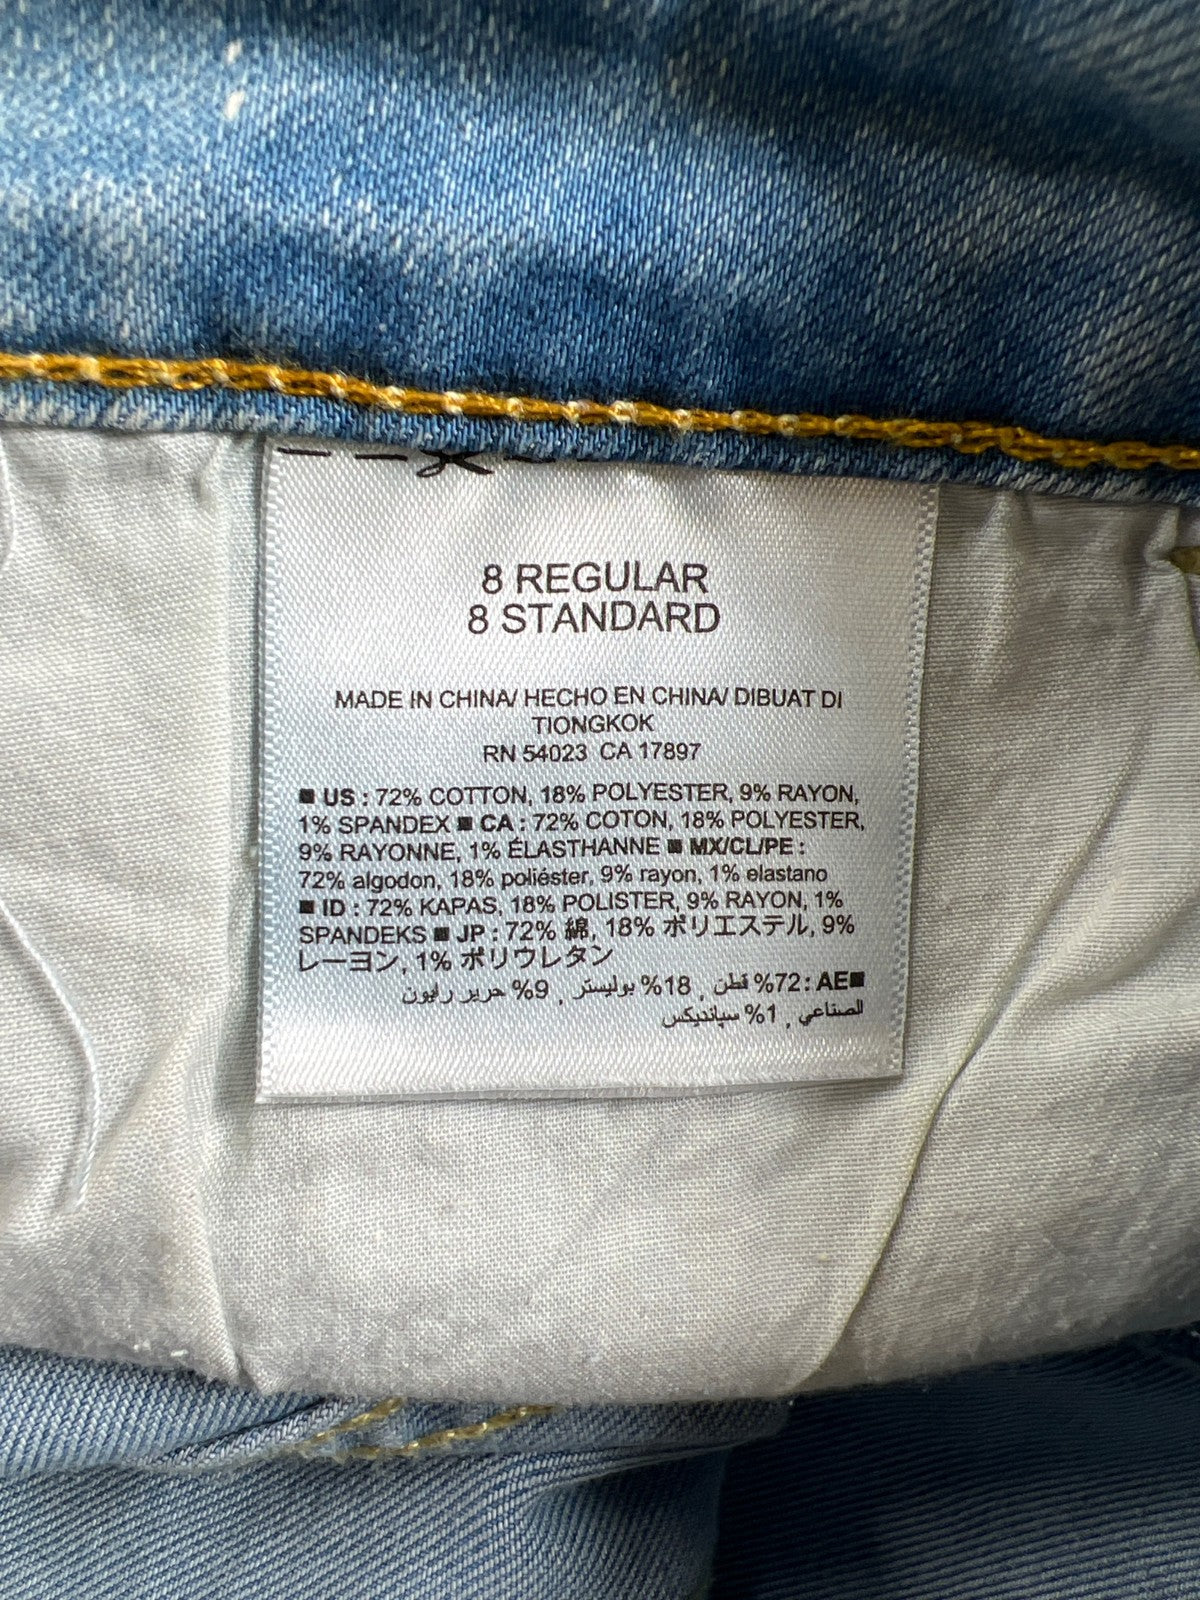 8 REGULAR
8 STANDARD
MADE IN CHINA/ HECHO EN CHINA/ DIBUAT DI
TIONGKOK
RN 54023 CA 17897
■ US : 72% COTTON, 18% POLYESTER, 9% RAYON,
1% SPANDEX ■ CA : 72% COTON, 18% POLYESTER,
9% RAYONNE, 1% ÉLASTHANNE ■ MX/CL/PE :
72% algodon, 18% poliéster, 9% rayon, 1% elastano
■ ID : 72% KAPAS, 18% POLISTER, 9% RAYON, 1%
SPANDEKS ■ JP : 72% 綿, 18% ポリエステル, 9%
レーヨン, 1% ポリウレタン
■AE : 72% قطن , 18% بوليستر , 9% حرير رايون
الصناعي , 1% سباندیکس